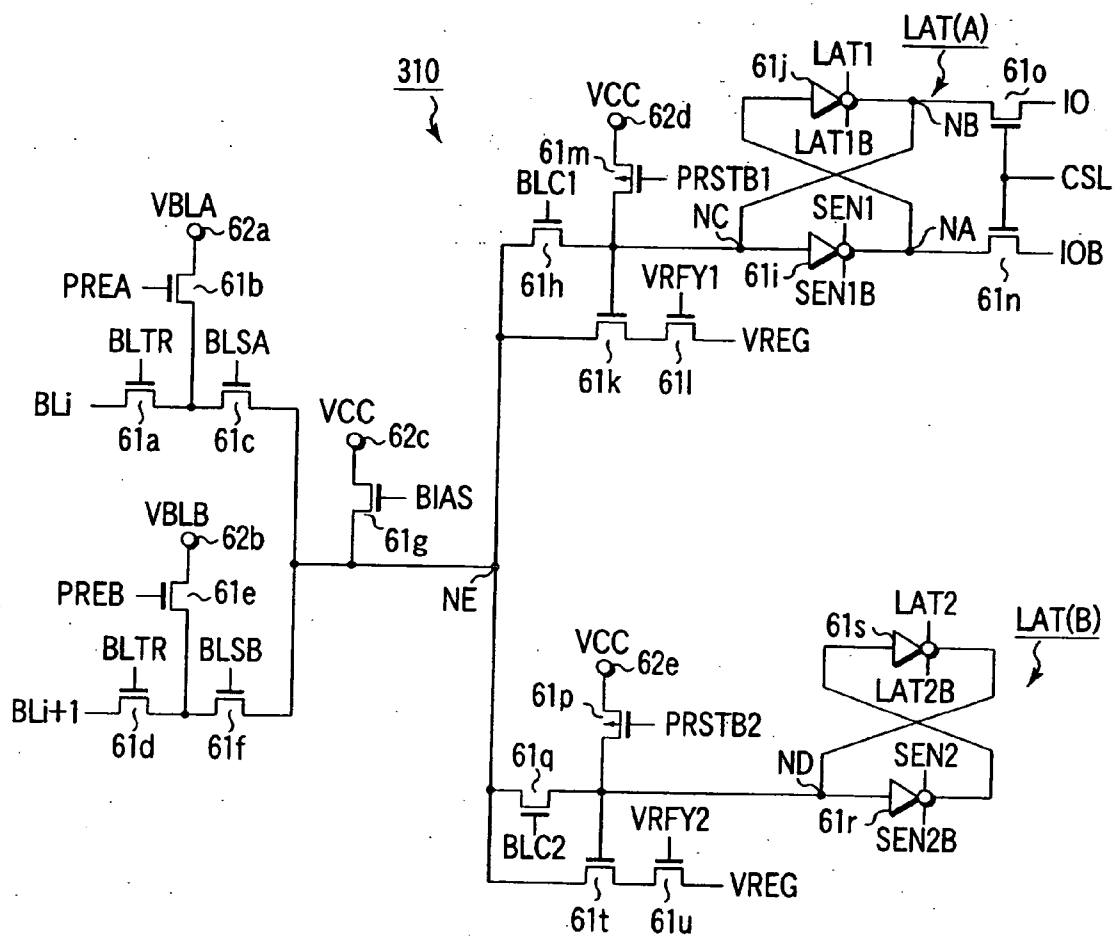 310
LAT(A)
LAT1
61j
61o
IO
VCC
62d
NB
61m
LAT1B
PRSTB1
CSL
BLC1
SEN1
VBLA
62a
NC
NA
PREA
61b
61h
VRFY1
61i
SEN1B
61n
IOB
BLTR
BLSA
VREG
61k
61l
BLi
61a
61c
VCC
62c
BIAS
VBLB
62b
61g
PREB
61e
NE
LAT2
61s
LAT(B)
BLTR
BLSB
VCC
62e
LAT2B
61p
PRSTB2
BLi+1
61d
61f
61q
ND
SEN2
VRFY2
61r
BLC2
SEN2B
VREG
61t
61u